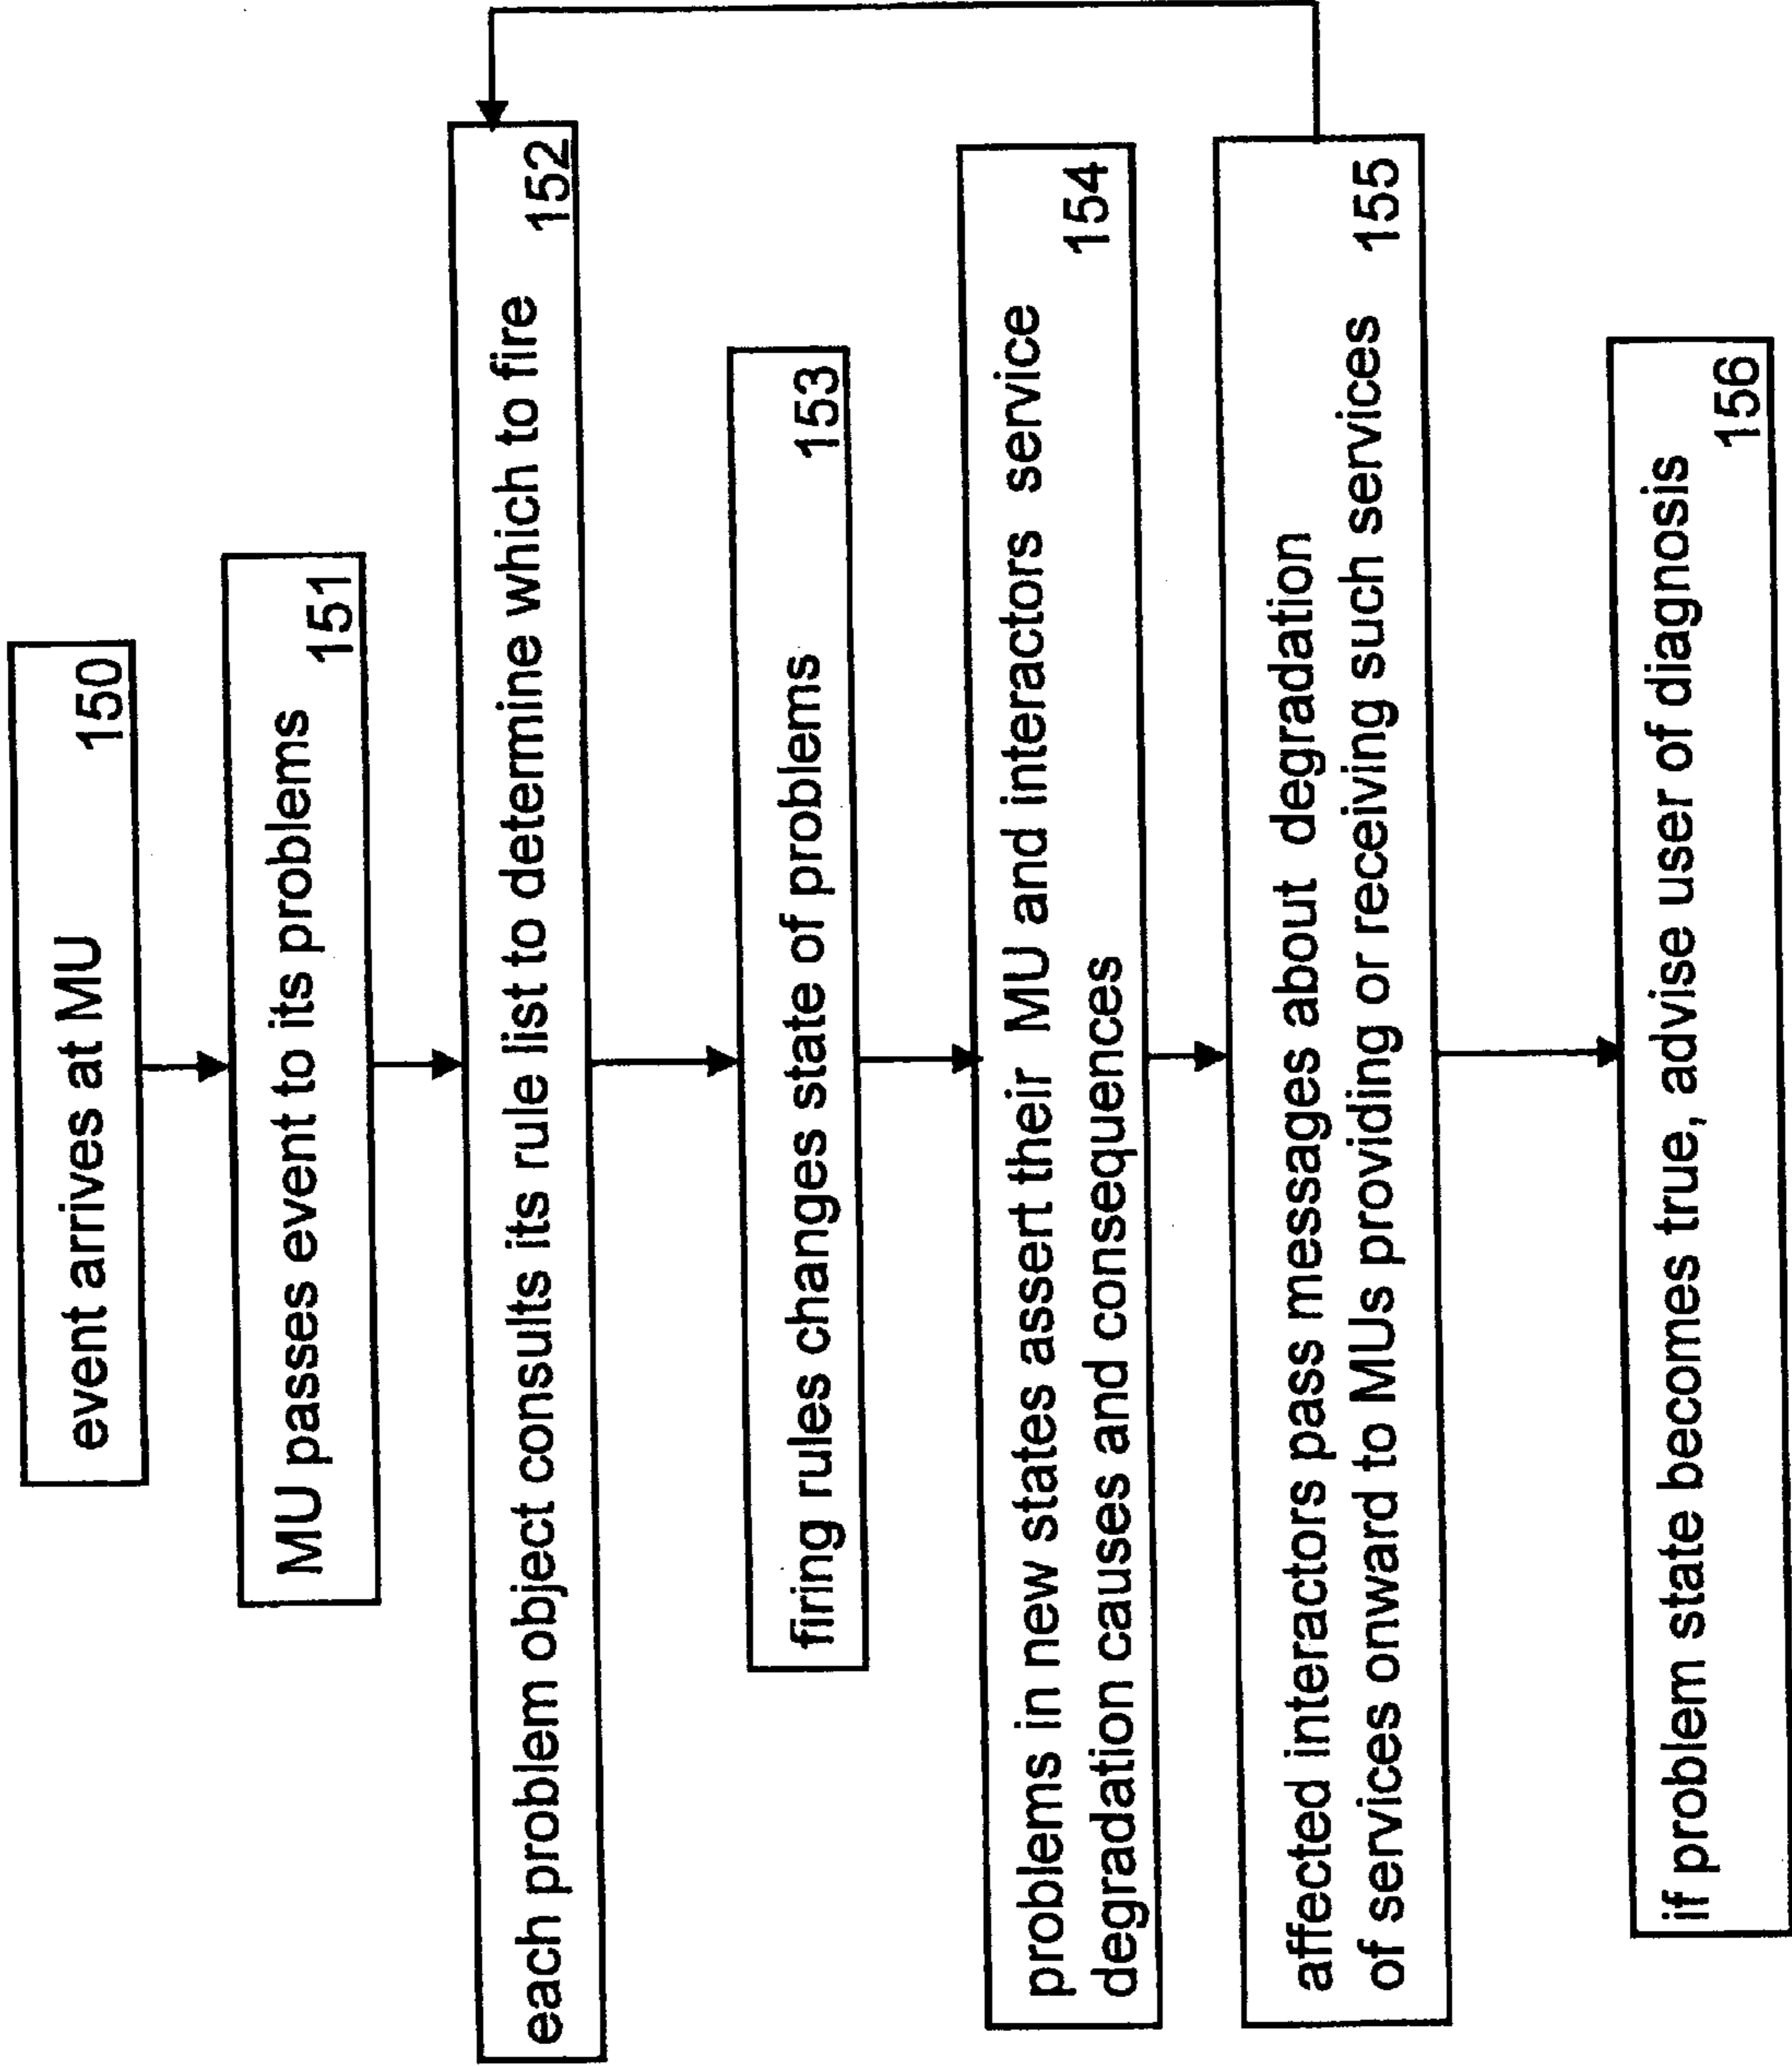 event arrives at MU
150
MU passes event to its problems
151
each problem object consults its rule list to determine which to fire
152
firing rules changes state of problems
153
problems in new states assert their MU and interactors service
degradation causes and consequences
154
affected interactors pass messages about degradation
of services onward to MUs providing or receiving such services 155
if problem state becomes true, advise user of diagnosis
156